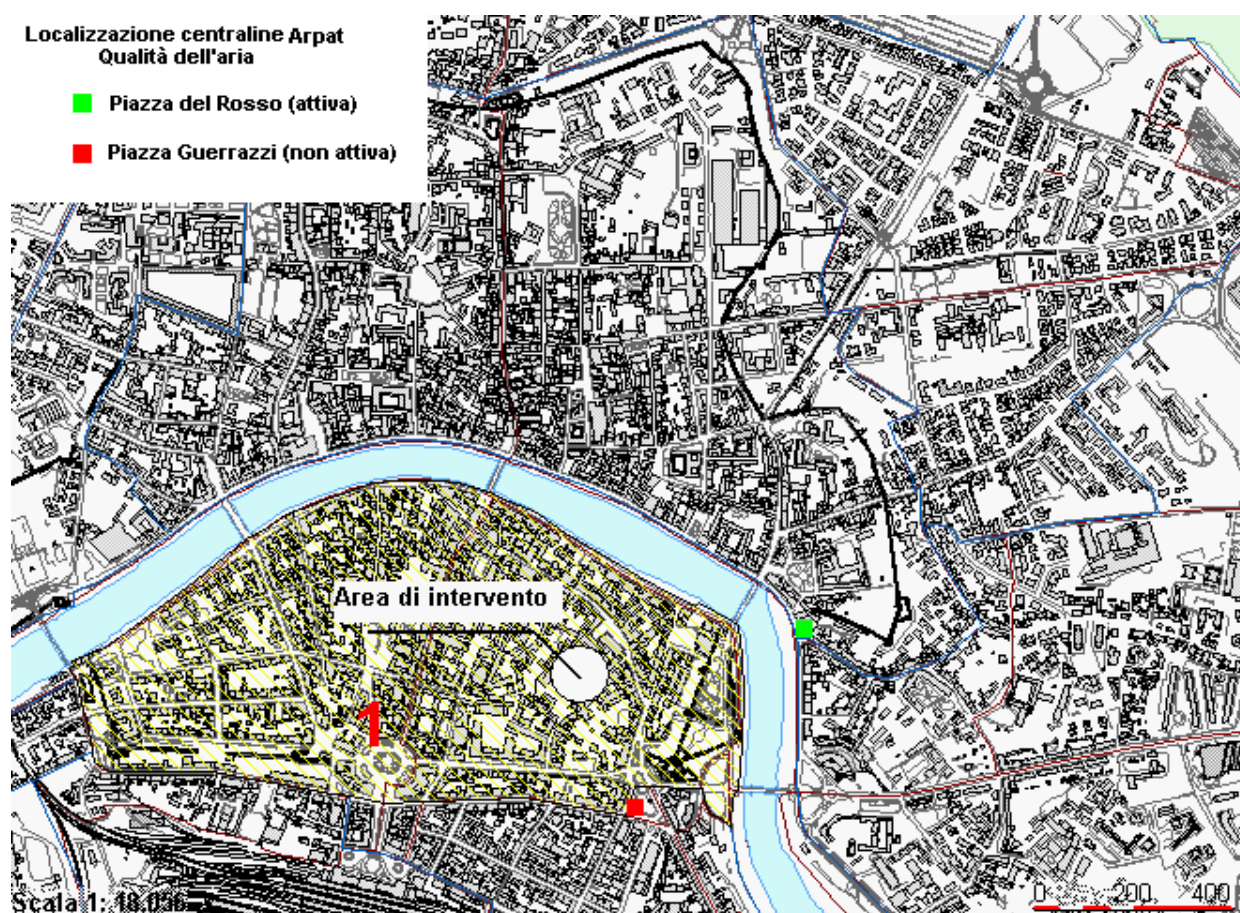 Localizzazione centraline Arpat
Qualità dell'aria
Piazza del Rosso (attiva)
Piazza Guerrazzi (non attiva)
Area di intervento
1
Scala 1:
0 200 400